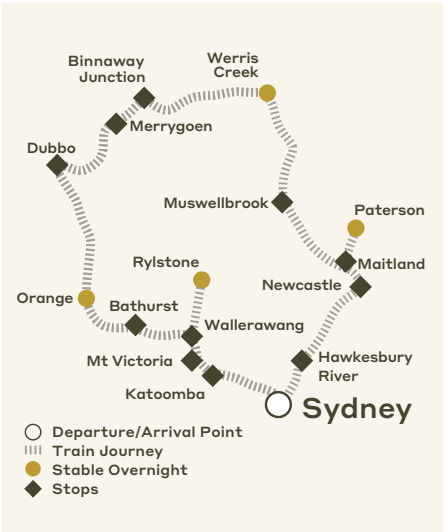 Binnaway
Junction
Werris
Creek
Merrygoen
Dubbo
Muswellbrook
Paterson
Rylstone
Maitland
Newcastle
Orange
Bathurst
Wallerawang
Mt Victoria
Hawkesbury
River
Katoomba
Sydney
Departure/Arrival Point
Train Journey
Stable Overnight
Stops